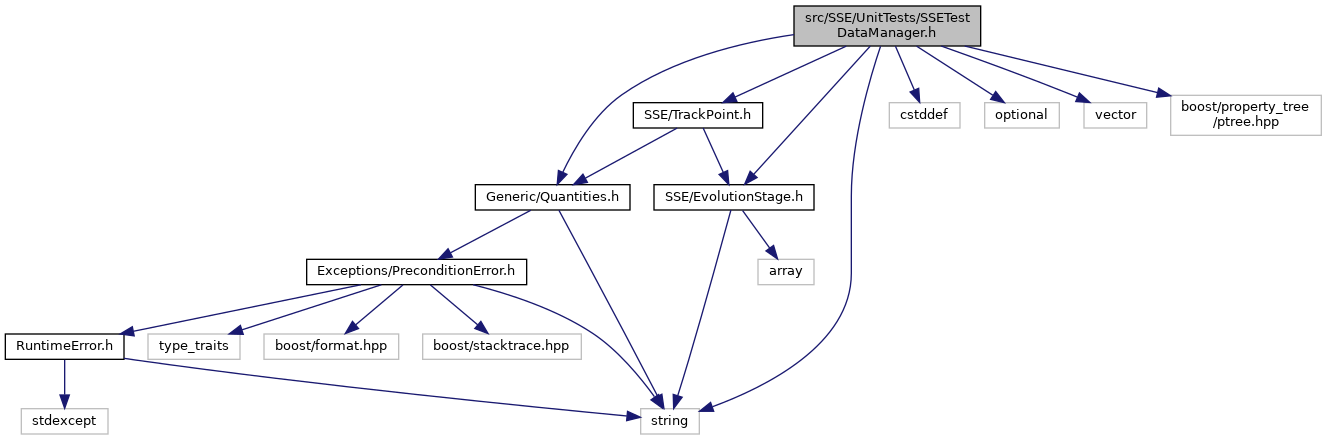 src/SSE/UnitTests/SSETest
DataManager.h
SSE/TrackPoint.h
cstddef
optional
vector
boost/property_tree
/ptree.hpp
Generic/Quantities.h
SSE/EvolutionStage.h
Exceptions/PreconditionError.h
array
RuntimeError.h
type_traits
boost/format.hpp
boost/stacktrace.hpp
stdexcept
string